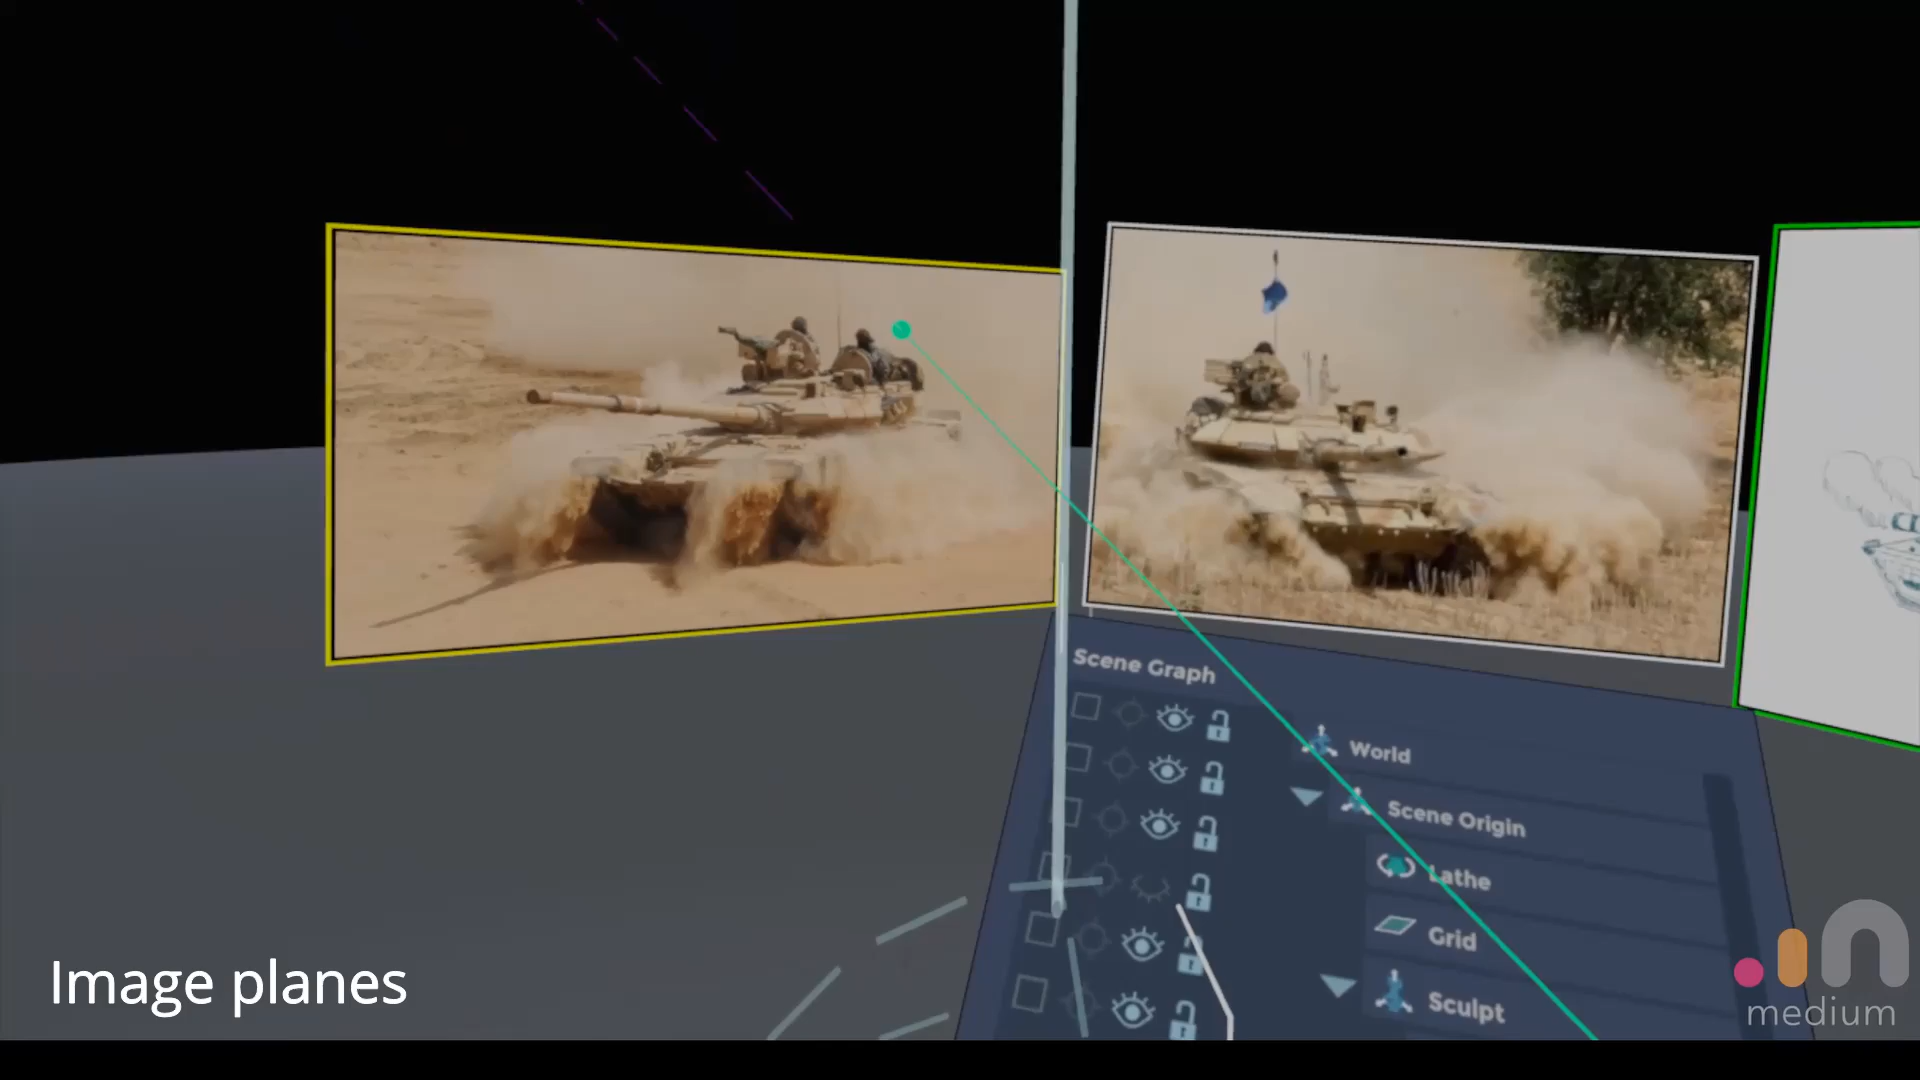 Scene Graph
World
Scene Origin
Lathe
Grid
Sculpt
Image planes
medium